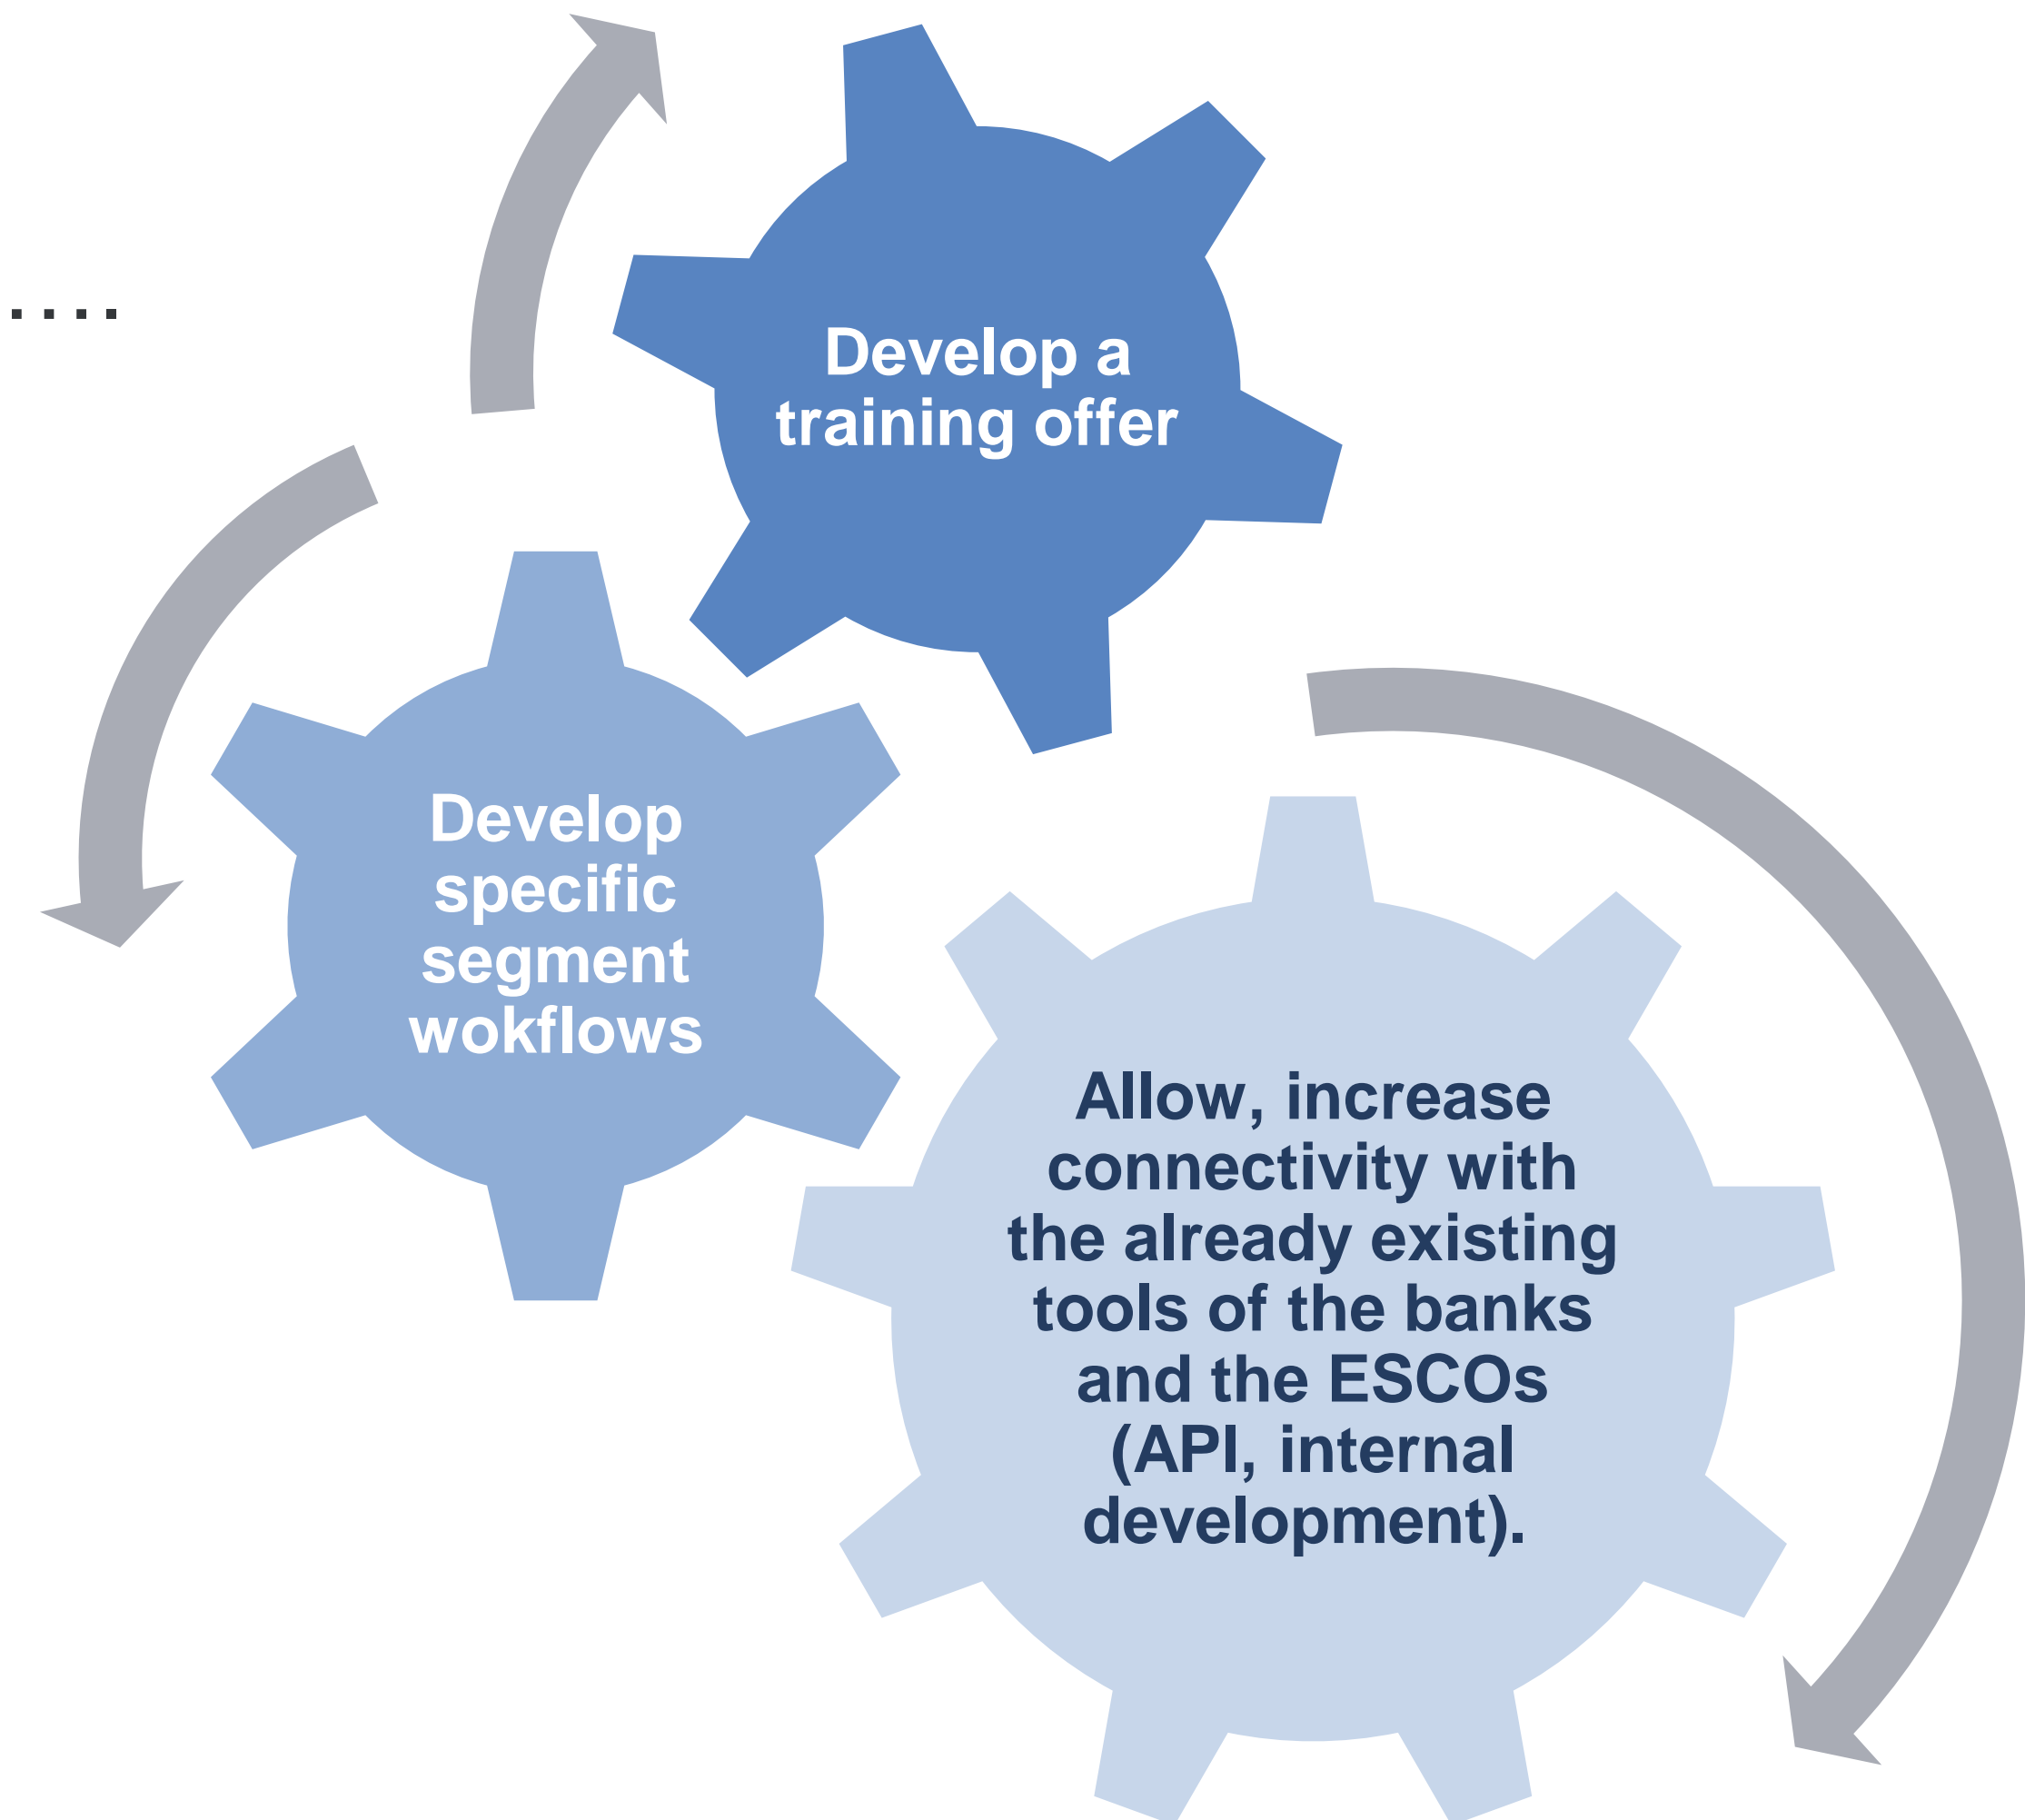 ....
Develop a
training offer
Develop
specific
segment
wokflows
Allow, increase
connectivity with
the already existing
tools of the banks
and the ESCOs
(API, internal
development).